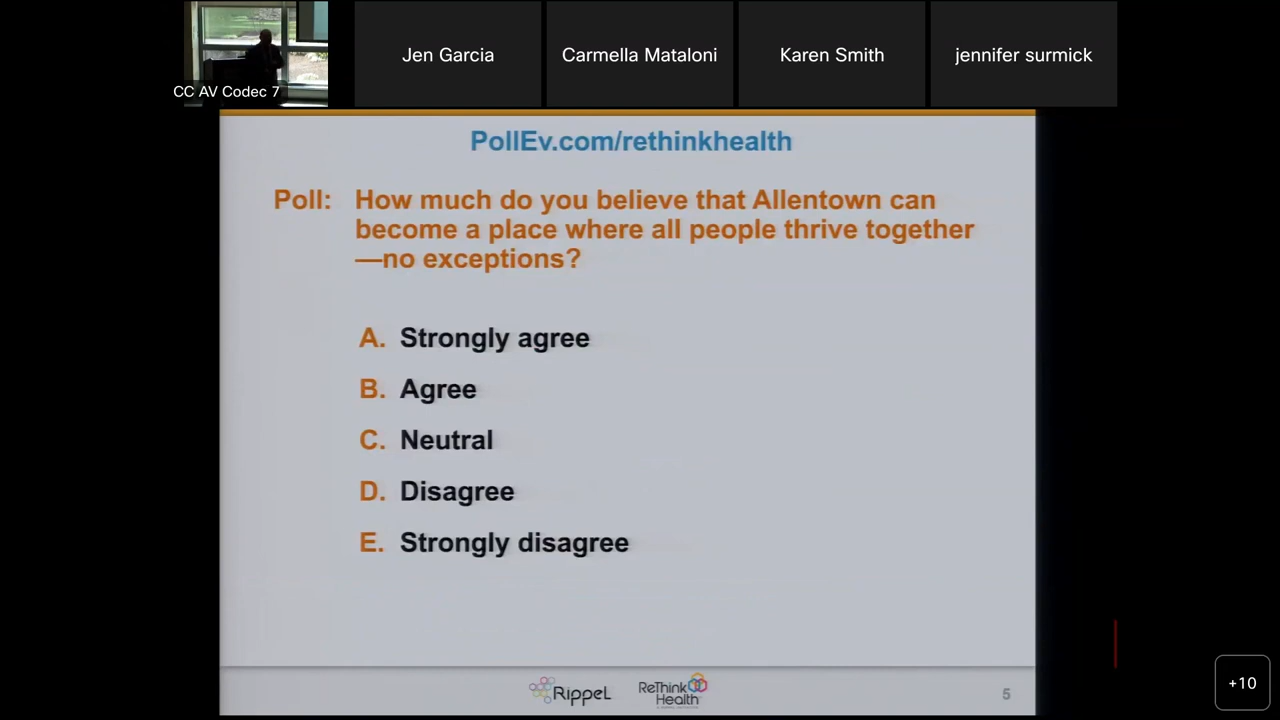 CC AV Codec 7
Jen Garcia
Carmella Mataloni
Karen Smith
jennifer surmick
PollEv.com/rethinkhealth
Poll: How much do you believe that Allentown can
become a place where all people thrive together
—no exceptions?
A. Strongly agree
B. Agree
C. Neutral
D. Disagree
E. Strongly disagree
Rippel
ReThink
Health
5
+10